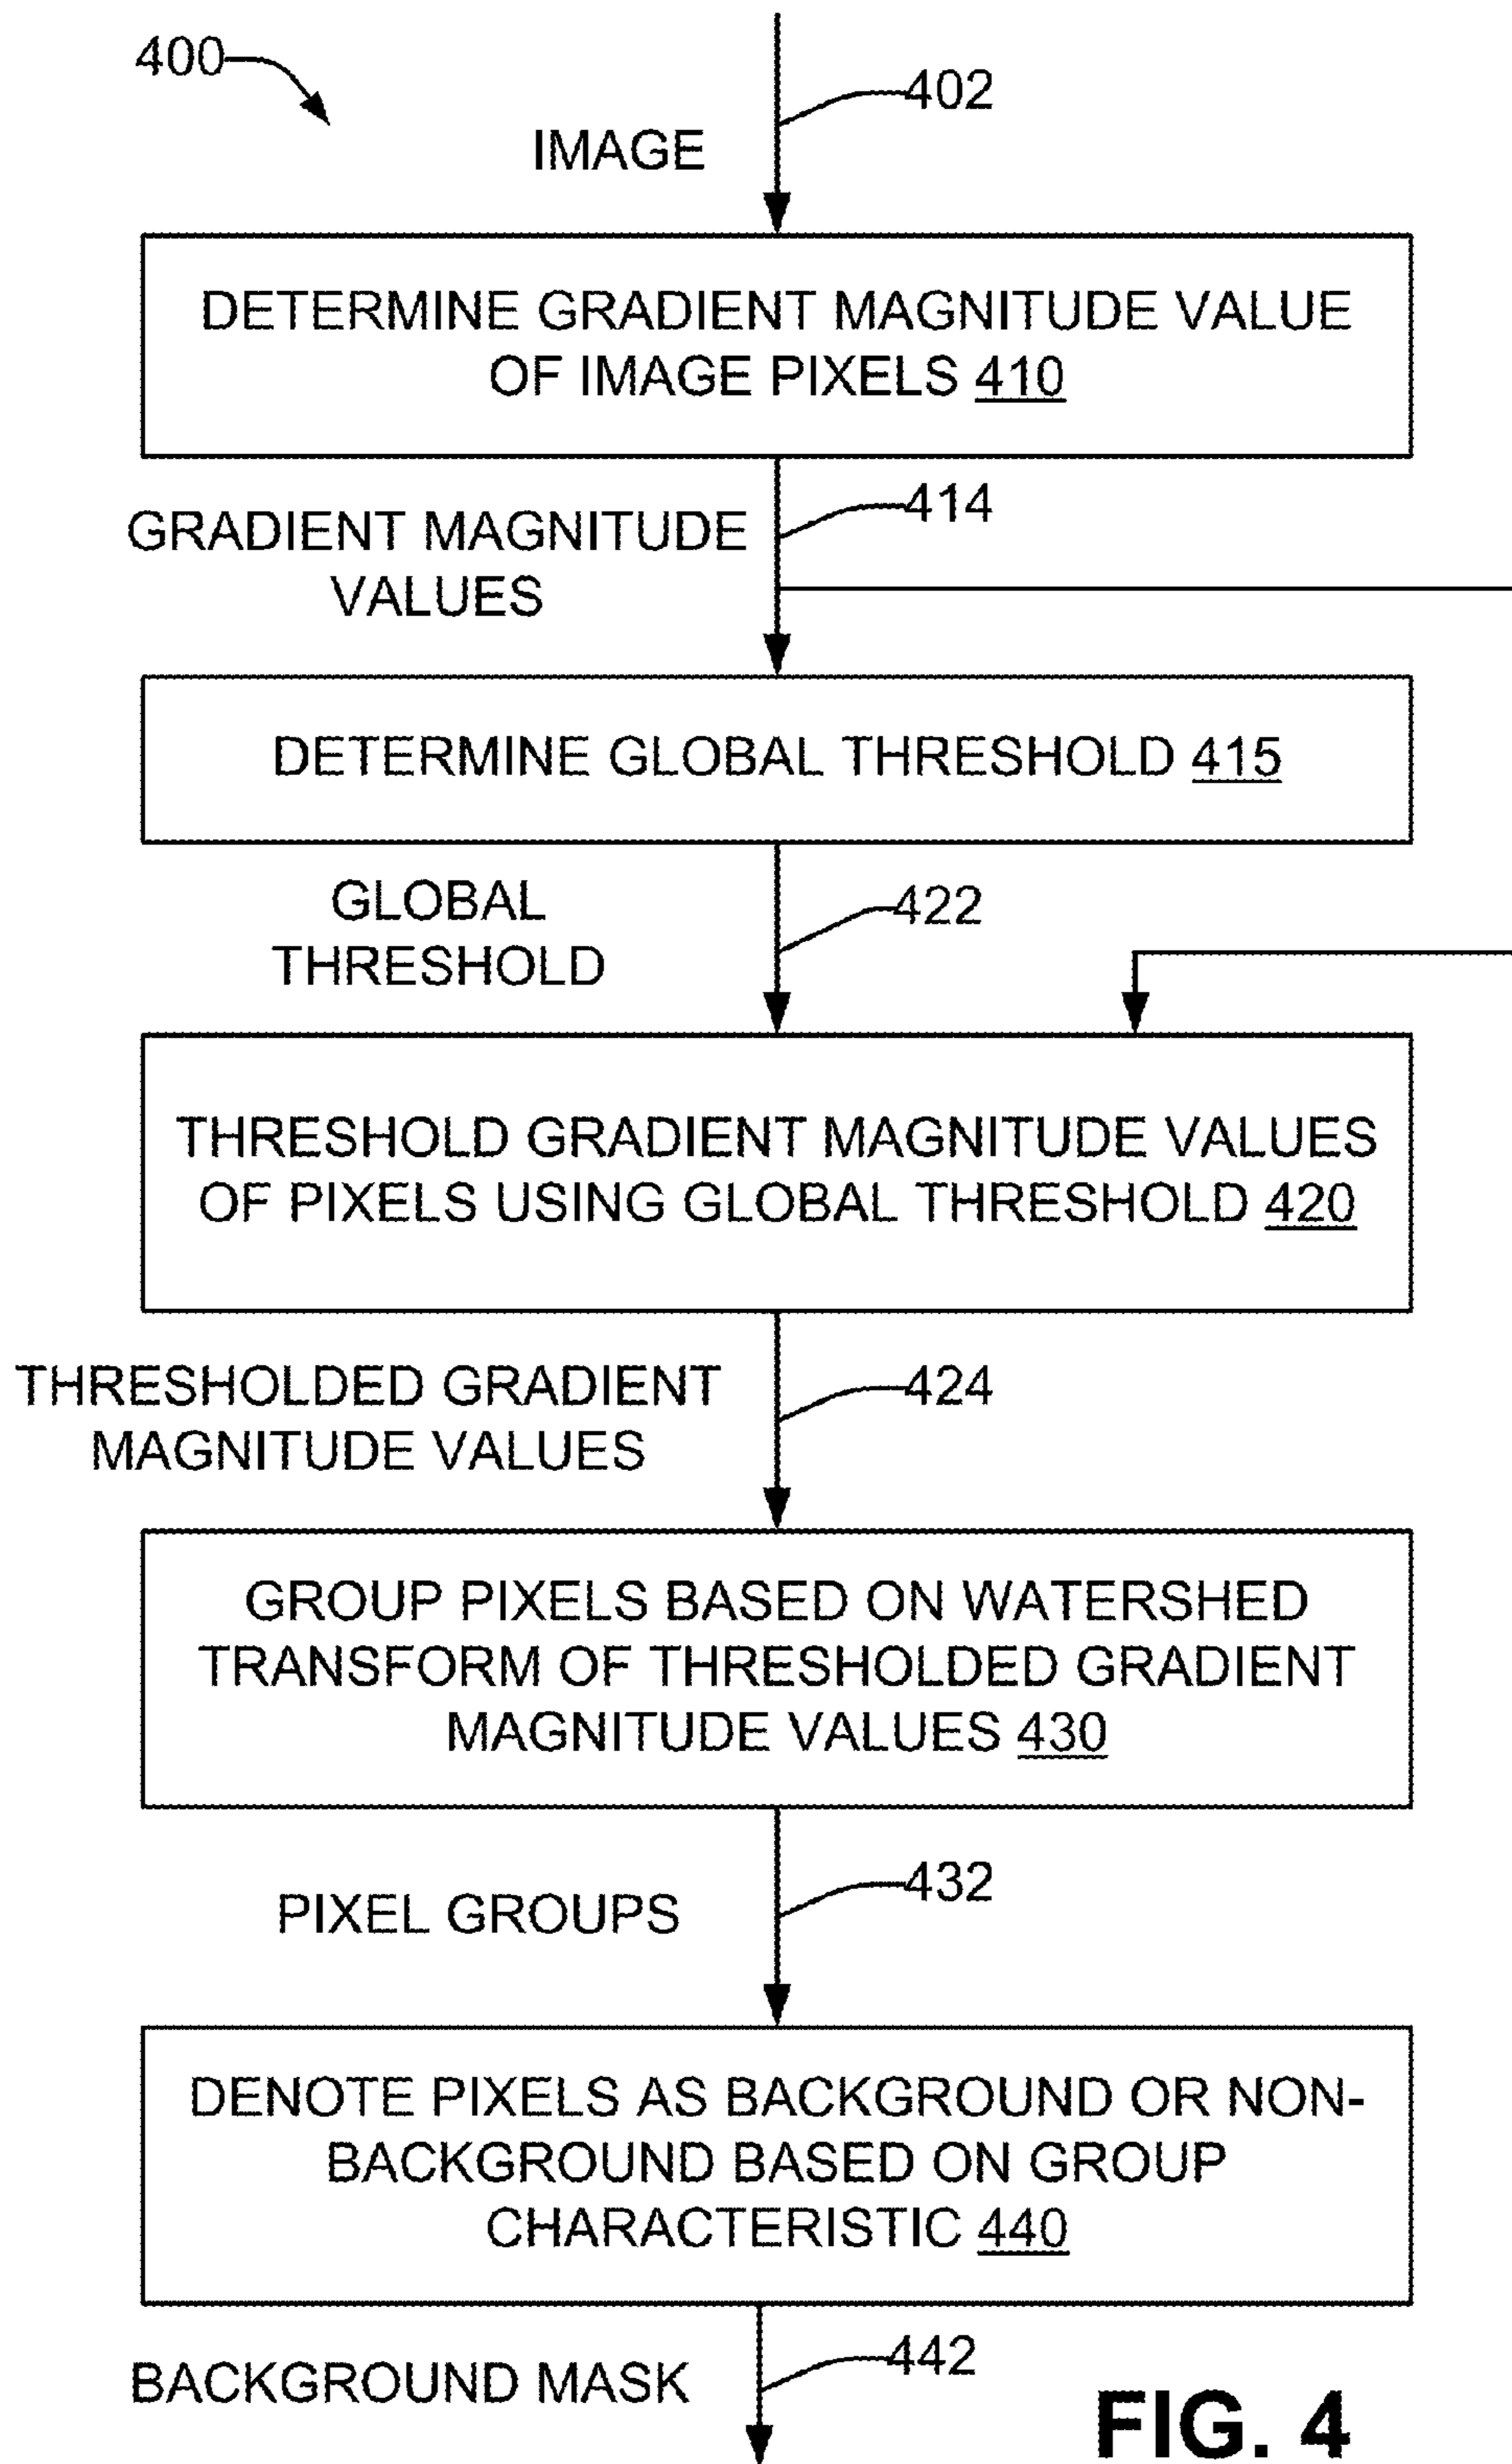 400
402
IMAGE
DETERMINE GRADIENT MAGNITUDE VALUE
OF IMAGE PIXELS 410
414
GRADIENT MAGNITUDE
VALUES
DETERMINE GLOBAL THRESHOLD 415
GLOBAL
THRESHOLD
422
THRESHOLD GRADIENT MAGNITUDE VALUES
OF PIXELS USING GLOBAL THRESHOLD 420
THRESHOLDED GRADIENT
MAGNITUDE VALUES
424
GROUP PIXELS BASED ON WATERSHED
TRANSFORM OF THRESHOLDED GRADIENT
MAGNITUDE VALUES 430
432
PIXEL GROUPS
DENOTE PIXELS AS BACKGROUND OR NON-
BACKGROUND BASED ON GROUP
CHARACTERISTIC 440
442
BACKGROUND MASK
FIG. 4